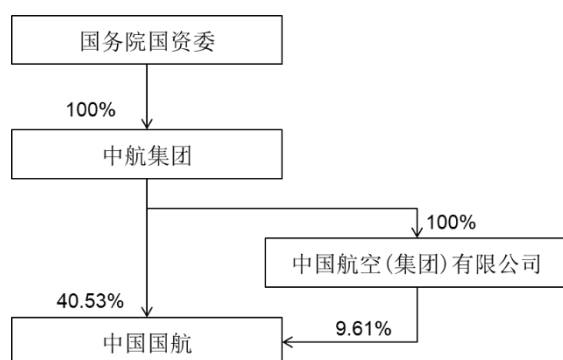 国务院国资委
100%
中航集团
100%
中国航空(集团)有限公司
40.53%
9.61%
中国国航